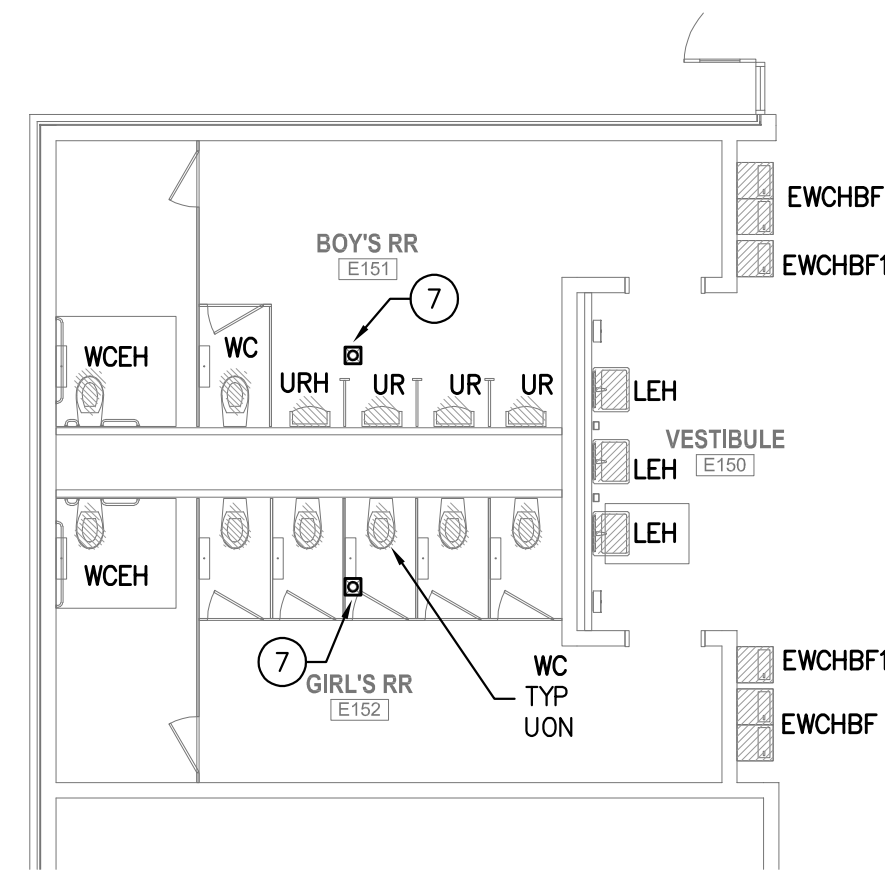 EWCHBF
BOY'S RR
E151
EWCHBF1
7
WCEH
WC
URH
UR
UR
UR
LEH
VESTIBULE
E150
LEH
LEH
WCEH
7
GIRL'S RR
E152
WC
TYP
UON
EWCHBF1
EWCHBF